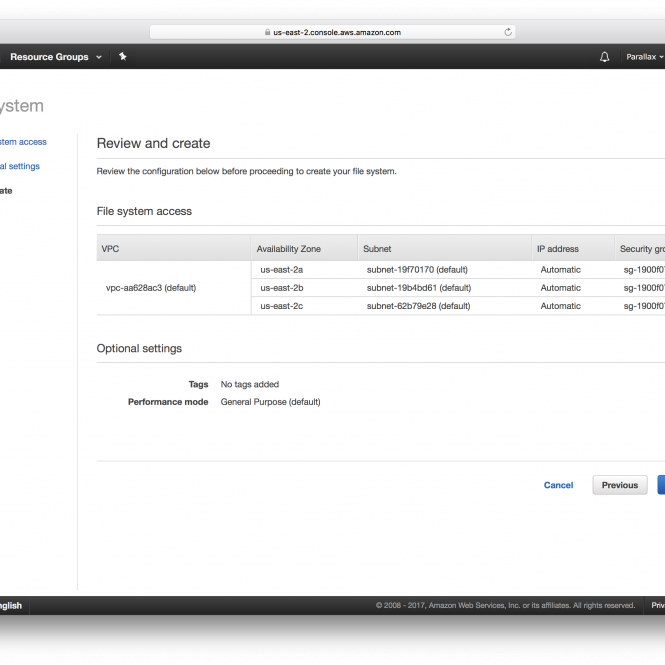 us-east-2.console.aws.amazon.com
Resource Groups
Parallax
ystem
stem access
al settings
ate
Review and create
Review the configuration below before proceeding to create your file system.
File system access
VPC Availability Zone Subnet IP address Security gro
us-east-2a subnet-19f70170 (default) Automatic sg-1900f07
vpc-aa628ac3 (default) us-east-2b subnet-19b4bd61 (default) Automatic sg-1900f07
us-east-2c subnet-62b79e28 (default) Automatic sg-1900f07
Optional settings
Tags No tags added
Performance mode General Purpose (default)
Cancel Previous
nglish © 2008 - 2017, Amazon Web Services, Inc. or its affiliates. All rights reserved. Priv